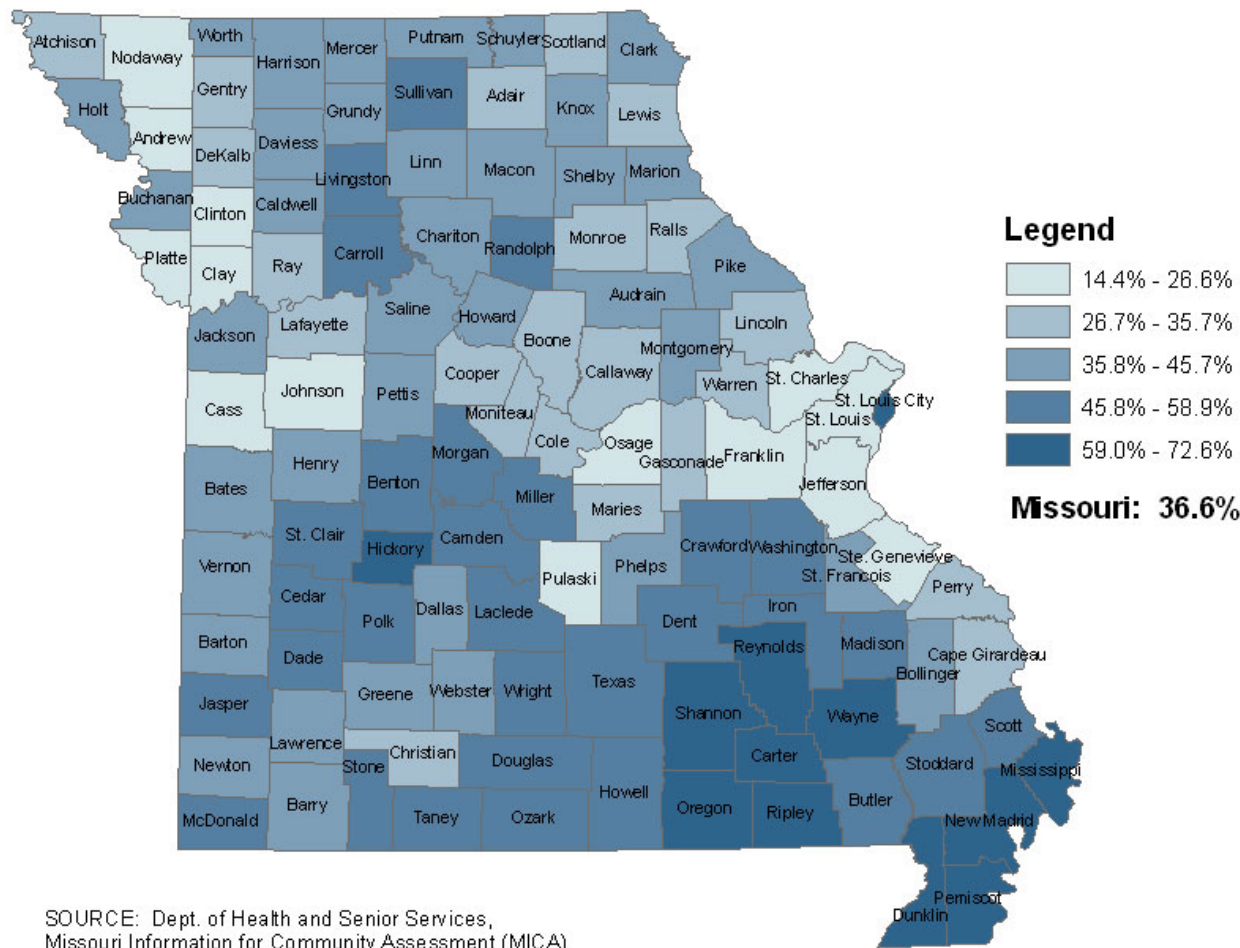 Atchison
Nodaway
Worth
Harrison
Mercer
Putnam
Schuyler
Scotland
Clark
Holt
Gentry
Sullivan
Adair
Knox
Lewis
Andrew
DeKalb
Daviess
Grundy
Linn
Macon
Shelby
Marion
Buchanan
Clinton
Caldwell
Livingston
Platte
Clay
Ray
Carroll
Chariton
Randolph
Monroe
Ralls
Pike
Audrain
Jackson
Lafayette
Saline
Howard
Boone
Callaway
Montgomery
Lincoln
Cass
Johnson
Pettis
Cooper
Moniteau
Cole
Warren
St. Charles
St. Louis City
St. Louis
Osage
Gasconade
Franklin
Jefferson
Bates
Henry
Benton
Morgan
Miller
Maries
Vernon
St. Clair
Hickory
Camden
Pulaski
Phelps
Crawford
Washington
Ste. Genevieve
St. Francois
Perry
Cedar
Polk
Dallas
Laclede
Dent
Iron
Madison
Cape Girardeau
Bollinger
Barton
Dade
Reynolds
Jasper
Greene
Webster
Wright
Texas
Shannon
Wayne
Scott
Lawrence
Newton
Christian
Stone
Douglas
Carter
Stoddard
Mississippi
McDonald
Barry
Taney
Ozark
Howell
Oregon
Ripley
Butler
New Madrid
Dunklin
Pemiscot
Legend
14.4% - 26.6%
26.7% - 35.7%
35.8% - 45.7%
45.8% - 58.9%
59.0% - 72.6%
Missouri: 36.6%
SOURCE: Dept. of Health and Senior Services,
Missouri Information for Community Assessment (MICA)